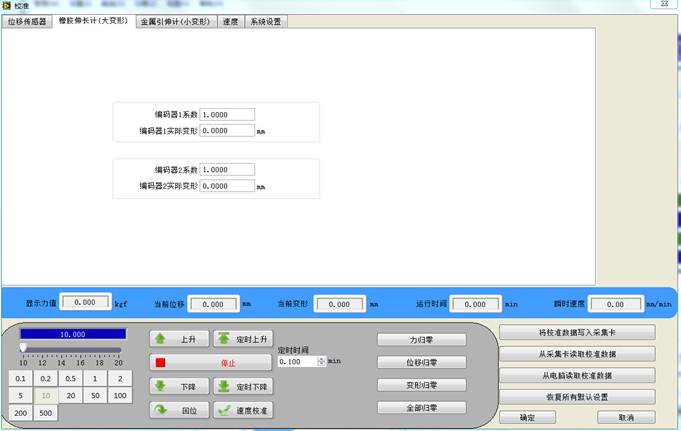 校准
位移传感器 橡胶伸长计(大变形) 金属引伸计(小变形) 速度 系统设置
编码器1系数 1.0000
编码器1实际变形 0.0000 mm
编码器2系数 1.0000
编码器2实际变形 0.0000 mm
显示力值 0.000 kgf 当前位移 0.000 mm 当前变形 0.000 mm 运行时间 0.000 min 瞬时速度 0.00 mm/min
10.000
10 12 14 16 18 20
0.1 0.2 0.5 1 2
5 10 20 50 100
200 500
上升 定时上升
停止
下降 定时下降
回位 速度校准
定时时间
0.100 min
力归零
位移归零
变形归零
全部归零
将校准数据写入采集卡
从采集卡读取校准数据
从电脑读取校准数据
恢复所有默认设置
确定 取消